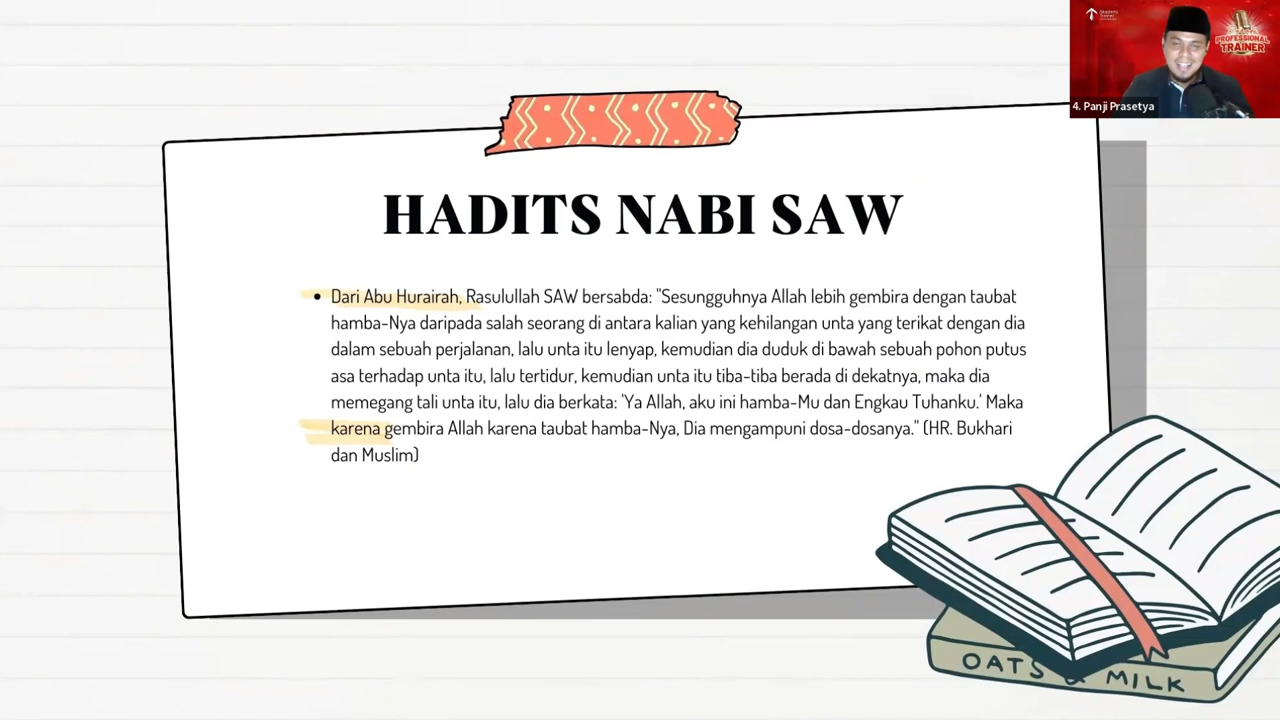 Akademi
Trainer
PROFESSIONAL
TRAINER
4. Panji Prasetya
HADITS NABI SAW
• Dari Abu Hurairah, Rasulullah SAW bersabda: "Sesungguhnya Allah lebih gembira dengan taubat
hamba-Nya daripada salah seorang di antara kalian yang kehilangan unta yang terikat dengan dia
dalam sebuah perjalanan, lalu unta itu lenyap, kemudian dia duduk di bawah sebuah pohon putus
asa terhadap unta itu, lalu tertidur, kemudian unta itu tiba-tiba berada di dekatnya, maka dia
memegang tali unta itu, lalu dia berkata: 'Ya Allah, aku ini hamba-Mu dan Engkau Tuhanku.' Maka
karena gembira Allah karena taubat hamba-Nya, Dia mengampuni dosa-dosanya." (HR. Bukhari
dan Muslim)
OATS & MILK